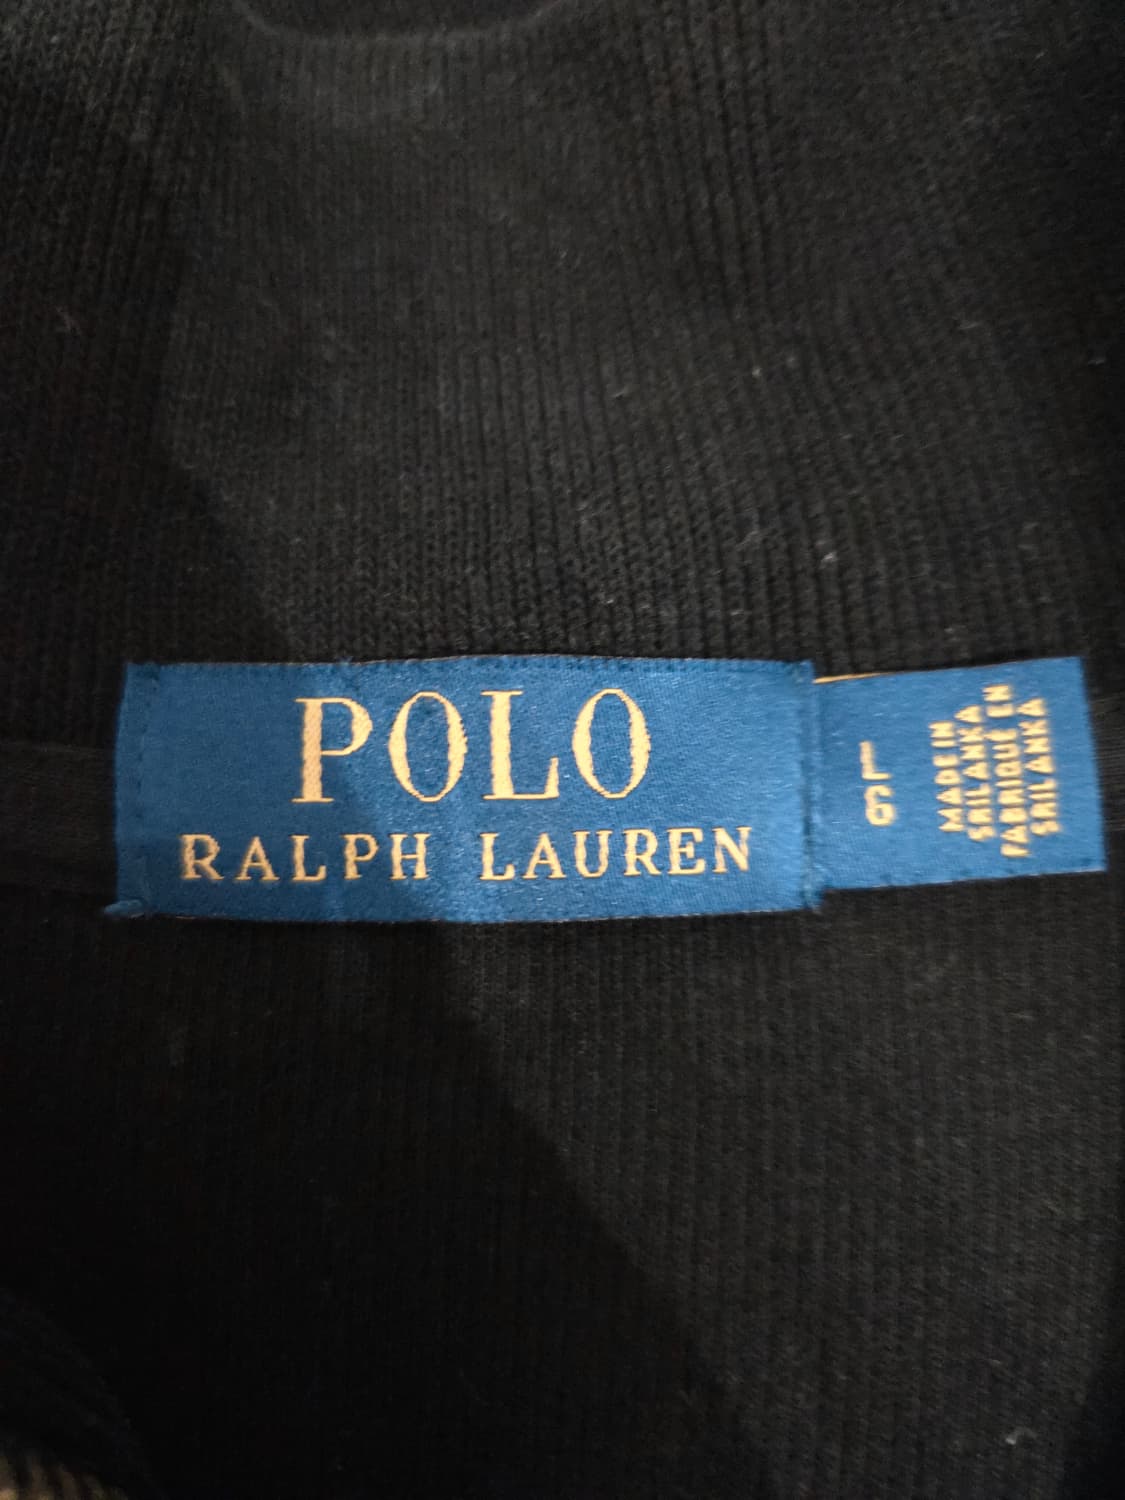 POLO
RALPH LAUREN
L
G
MADE IN
SRI LANKA
FABRIQUÉ EN
SRI LANKA